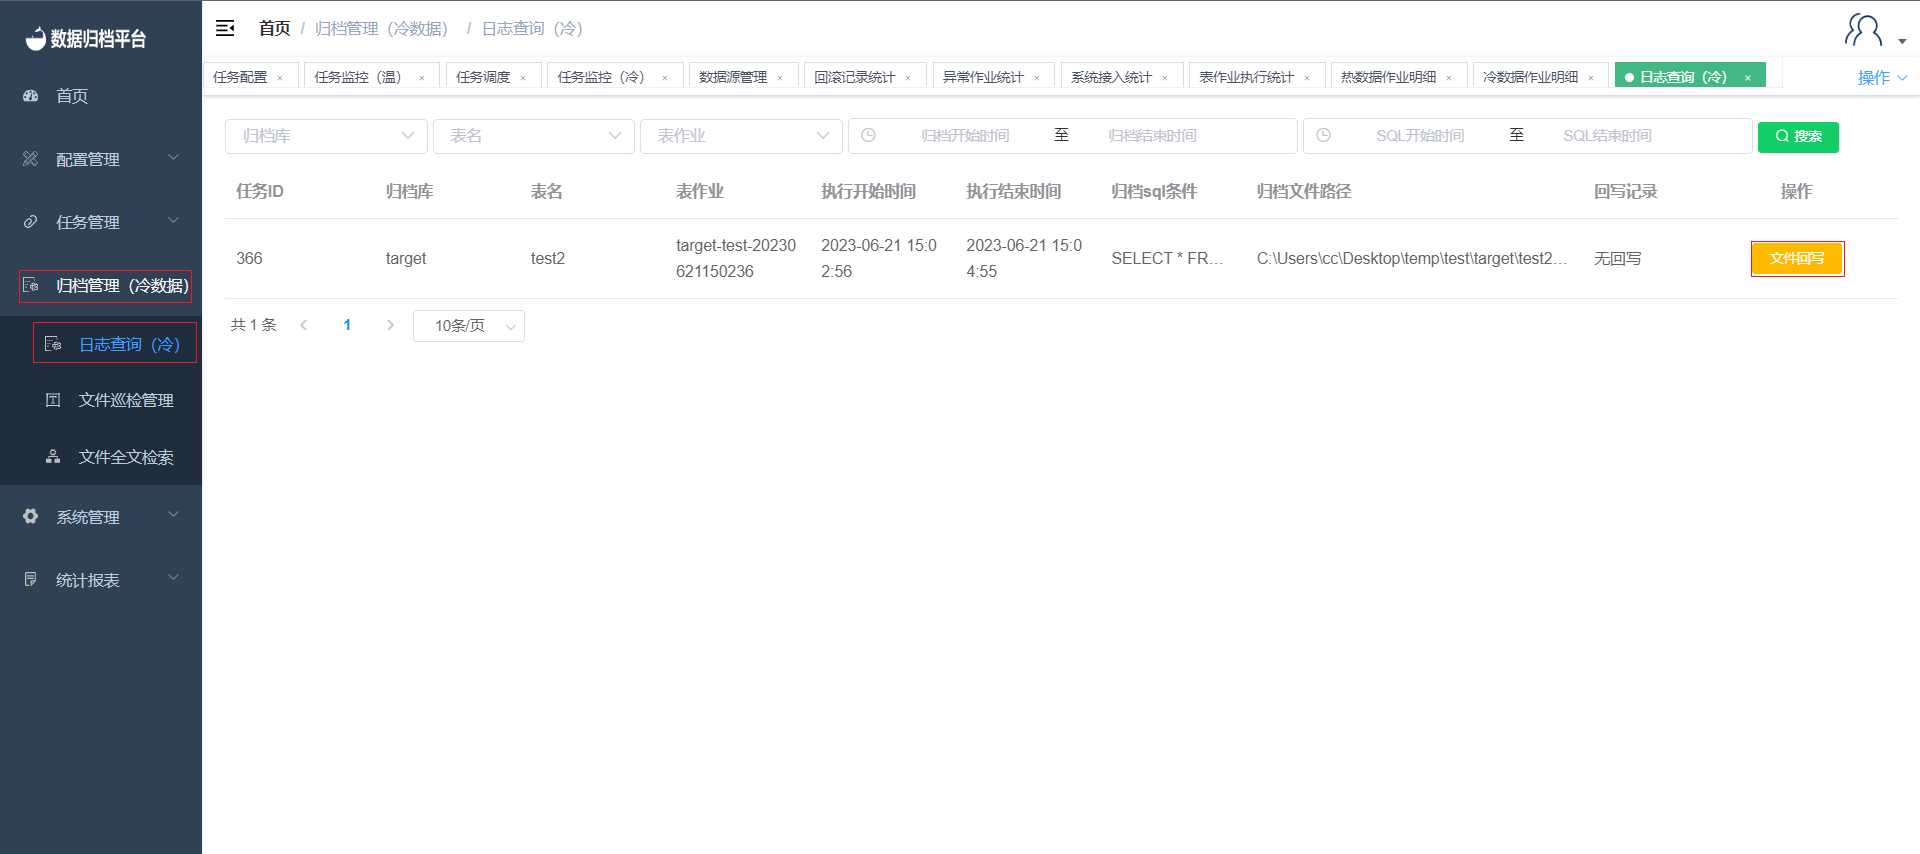 数据归档平台
首页
配置管理
任务管理
归档管理（冷数据）
日志查询（冷）
文件巡检管理
文件全文检索
系统管理
统计报表
首页 / 归档管理（冷数据） / 日志查询（冷）
任务配置 × 任务监控（温） × 任务调度 × 任务监控（冷） × 数据源管理 × 回滚记录统计 × 异常作业统计 × 系统接入统计 × 表作业执行统计 × 热数据作业明细 × 冷数据作业明细 × 日志查询（冷） × 操作
归档库 表名 表作业 归档开始时间 至 归档结束时间 SQL开始时间 至 SQL结束时间 搜索
任务ID 归档库 表名 表作业 执行开始时间 执行结束时间 归档sql条件 归档文件路径 回写记录 操作
366 target test2 target-test-20230 2023-06-21 15:0 2023-06-21 15:0 SELECT * FR... C:\Users\cc\Desktop\temp\test\target\test2... 无回写 文件回写
621150236 2:56 4:55
共 1 条 1 10条/页